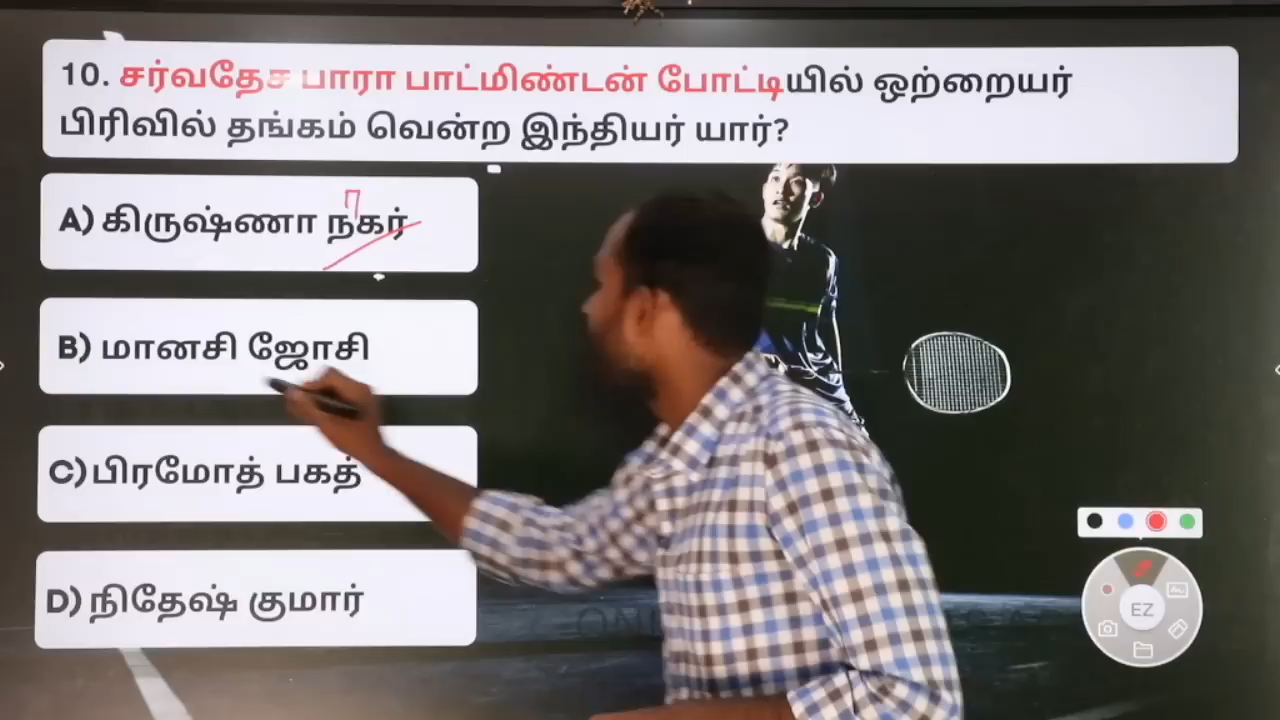 10. சர்வதேச பாரா பாட்மிண்டன் போட்டியில் ஒற்றையர்
பிரிவில் தங்கம் வென்ற இந்தியர் யார்?
A) கிருஷ்ணா நகர்
B) மானசி ஜோசி
C) பிரமோத் பகத்
D) நிதேஷ் குமார்
EZ